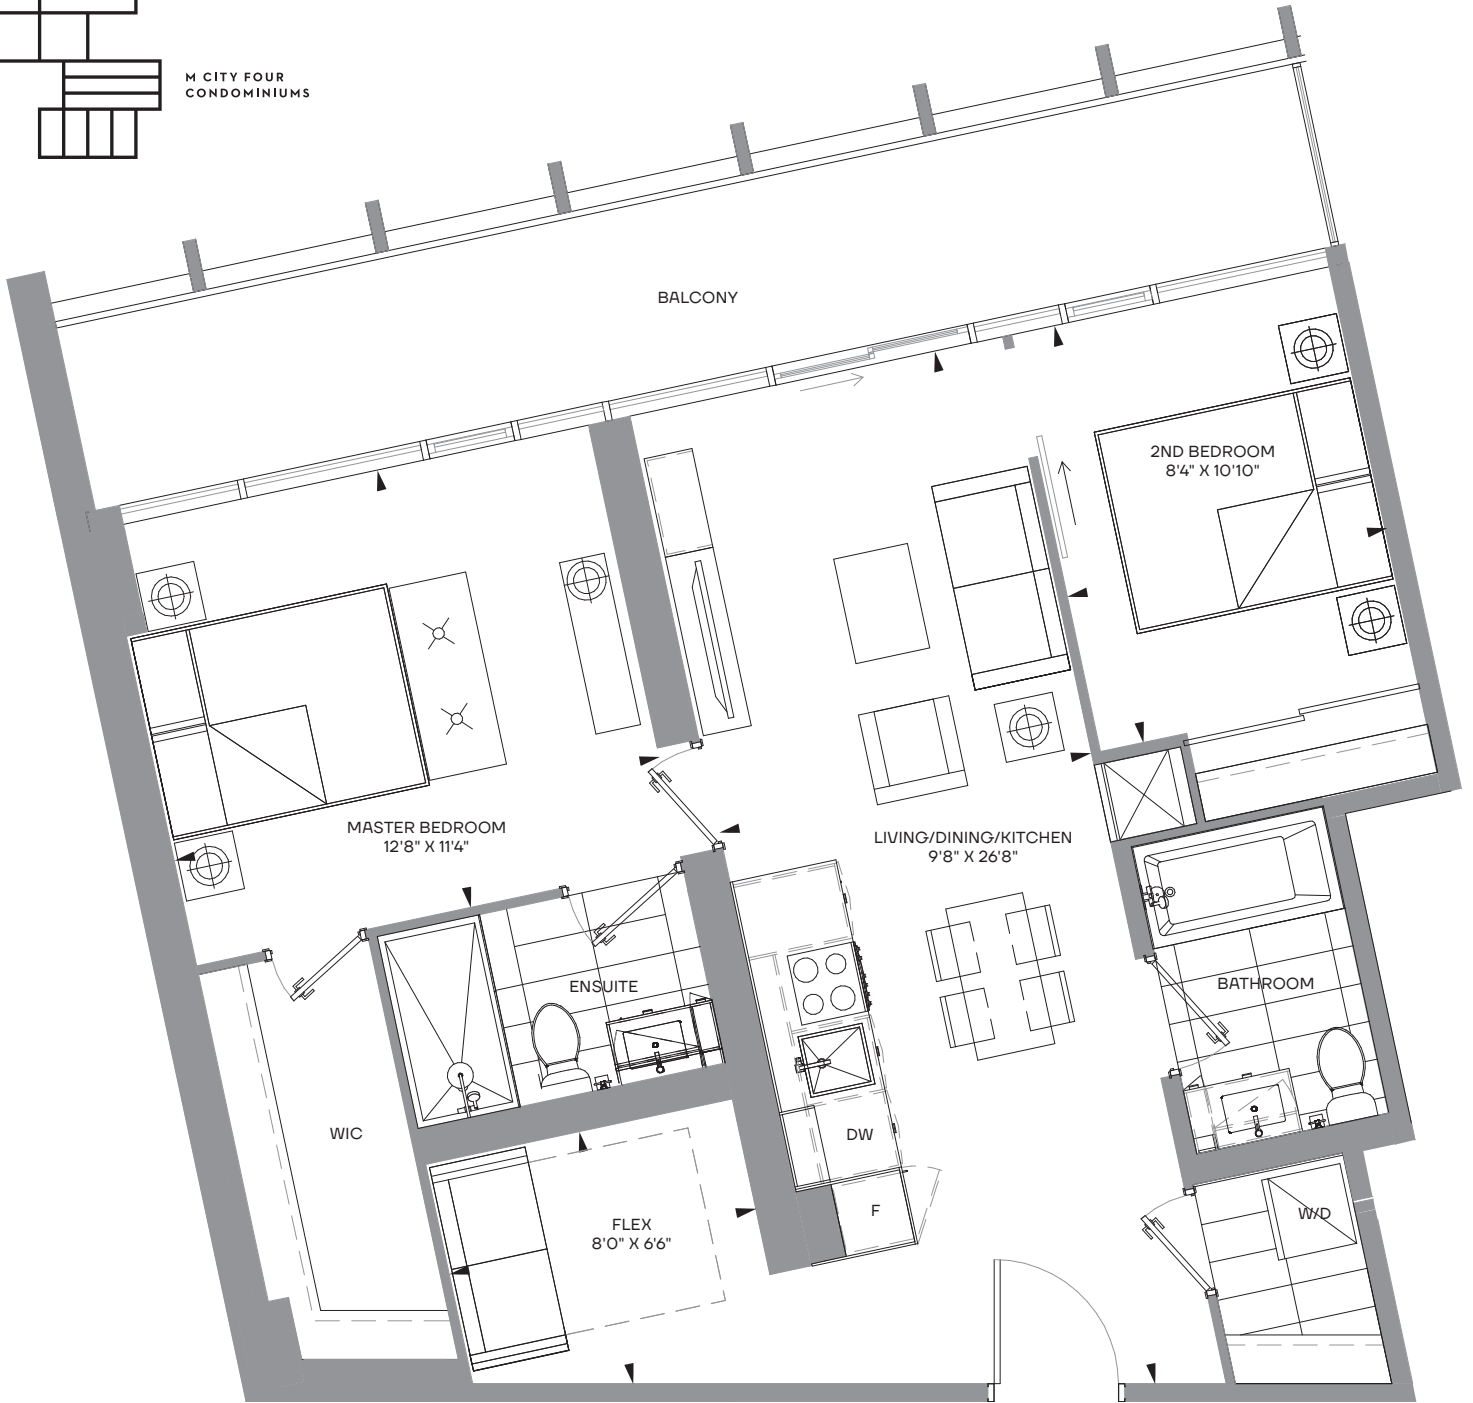 M CITY FOUR
CONDOMINIUMS
BALCONY
2ND BEDROOM
8'4" X 10'10"
MASTER BEDROOM
12'8" X 11'4"
LIVING/DINING/KITCHEN
9'8" X 26'8"
ENSUITE
BATHROOM
WIC
DW
FLEX
8'0" X 6'6"
F
W/D